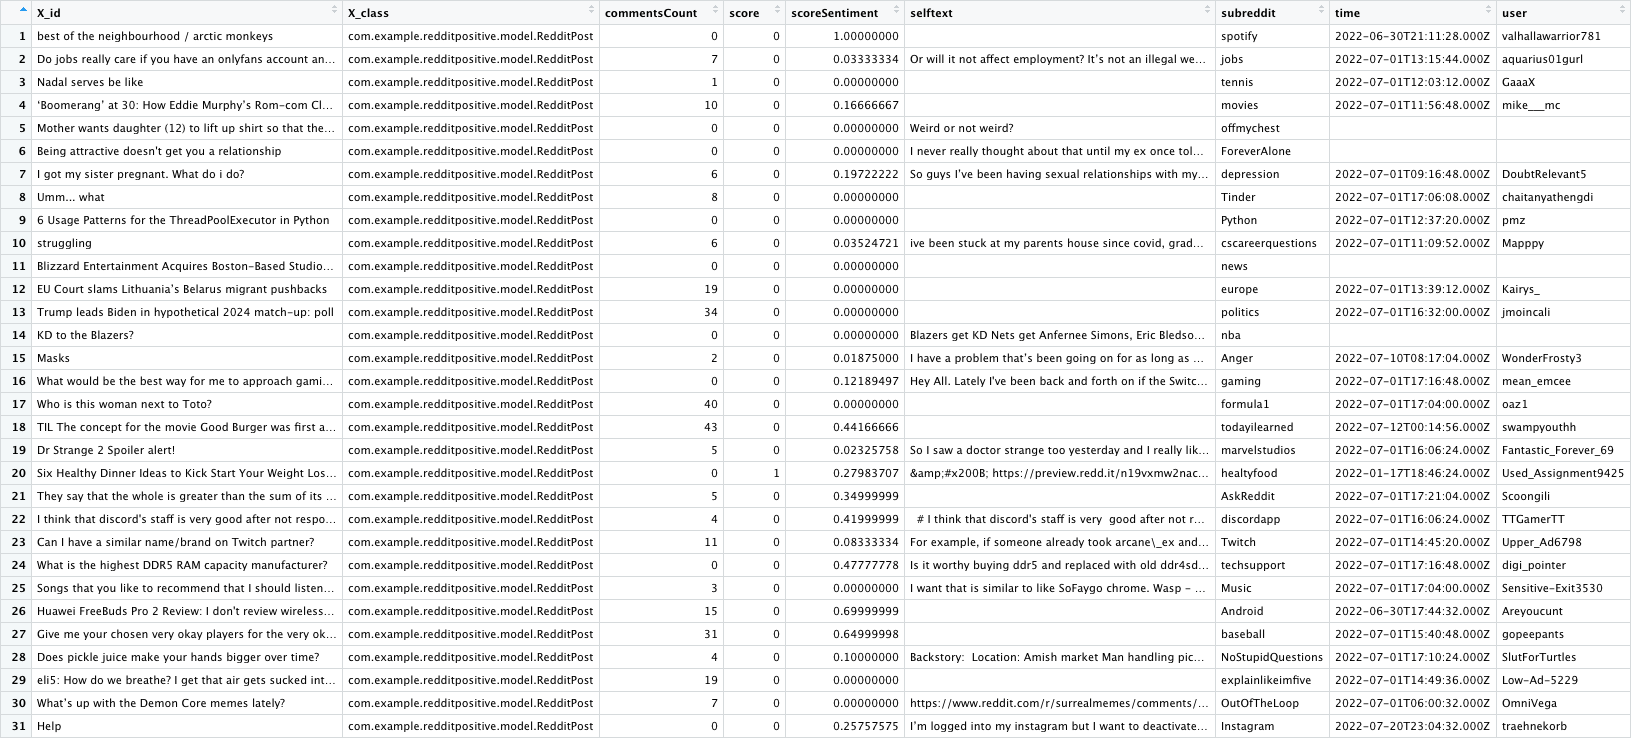 X_id X_class commentsCount score scoreSentiment selftext subreddit time user
1 best of the neighbourhood / arctic monkeys com.example.redditpositive.model.RedditPost 0 0 1.00000000 spotify 2022-06-30T21:11:28.000Z valhallawarrior781
2 Do jobs really care if you have an onlyfans account an... com.example.redditpositive.model.RedditPost 7 0 0.03333334 Or will it not affect employment? It's not an illegal we... jobs 2022-07-01T13:15:44.000Z aquarius01gurl
3 Nadal serves be like com.example.redditpositive.model.RedditPost 1 0 0.00000000 tennis 2022-07-01T12:03:12.000Z GaaaX
4 ‘Boomerang’ at 30: How Eddie Murphy’s Rom-com Cl... com.example.redditpositive.model.RedditPost 10 0 0.16666667 movies 2022-07-01T11:56:48.000Z mike___mc
5 Mother wants daughter (12) to lift up shirt so that the... com.example.redditpositive.model.RedditPost 0 0 0.00000000 Weird or not weird? offmychest
6 Being attractive doesn't get you a relationship com.example.redditpositive.model.RedditPost 0 0 0.00000000 I never really thought about that until my ex once tol... ForeverAlone
7 I got my sister pregnant. What do i do? com.example.redditpositive.model.RedditPost 6 0 0.19722222 So guys I've been having sexual relationships with my... depression 2022-07-01T09:16:48.000Z DoubtRelevant5
8 Umm... what com.example.redditpositive.model.RedditPost 8 0 0.00000000 Tinder 2022-07-01T17:06:08.000Z chaitanyathengdi
9 6 Usage Patterns for the ThreadPoolExecutor in Python com.example.redditpositive.model.RedditPost 0 0 0.00000000 Python 2022-07-01T12:37:20.000Z pmz
10 struggling com.example.redditpositive.model.RedditPost 6 0 0.03524721 ive been stuck at my parents house since covid, grad... cscareerquestions 2022-07-01T11:09:52.000Z Mapppy
11 Blizzard Entertainment Acquires Boston-Based Studio... com.example.redditpositive.model.RedditPost 0 0 0.00000000 news
12 EU Court slams Lithuania’s Belarus migrant pushbacks com.example.redditpositive.model.RedditPost 19 0 0.00000000 europe 2022-07-01T13:39:12.000Z Kairys_
13 Trump leads Biden in hypothetical 2024 match-up: poll com.example.redditpositive.model.RedditPost 34 0 0.00000000 politics 2022-07-01T16:32:00.000Z jmoincali
14 KD to the Blazers? com.example.redditpositive.model.RedditPost 0 0 0.00000000 Blazers get KD Nets get Anfernee Simons, Eric Bledso... nba
15 Masks com.example.redditpositive.model.RedditPost 2 0 0.01875000 I have a problem that’s been going on for as long as ... Anger 2022-07-10T08:17:04.000Z WonderFrosty3
16 What would be the best way for me to approach gami... com.example.redditpositive.model.RedditPost 0 0 0.12189497 Hey All. Lately I've been back and forth on if the Switc... gaming 2022-07-01T17:16:48.000Z mean_emcee
17 Who is this woman next to Toto? com.example.redditpositive.model.RedditPost 40 0 0.00000000 formula1 2022-07-01T17:04:00.000Z oaz1
18 TIL The concept for the movie Good Burger was first a... com.example.redditpositive.model.RedditPost 43 0 0.44166666 todayilearned 2022-07-12T00:14:56.000Z swampyouthh
19 Dr Strange 2 Spoiler alert! com.example.redditpositive.model.RedditPost 5 0 0.02325758 So I saw a doctor strange too yesterday and I really lik... marvelstudios 2022-07-01T16:06:24.000Z Fantastic_Forever_69
20 Six Healthy Dinner Ideas to Kick Start Your Weight Los... com.example.redditpositive.model.RedditPost 0 1 0.27983707 &amp;#x200B; https://preview.redd.it/n19vxmw2nac... healtyfood 2022-01-17T18:46:24.000Z Used_Assignment9425
21 They say that the whole is greater than the sum of its ... com.example.redditpositive.model.RedditPost 5 0 0.34999999 AskReddit 2022-07-01T17:21:04.000Z Scoongili
22 I think that discord's staff is very good after not respo... com.example.redditpositive.model.RedditPost 4 0 0.41999999 # I think that discord's staff is very good after not r... discordapp 2022-07-01T16:06:24.000Z TTGamerTT
23 Can I have a similar name/brand on Twitch partner? com.example.redditpositive.model.RedditPost 11 0 0.08333334 For example, if someone already took arcane\_ex and... Twitch 2022-07-01T14:45:20.000Z Upper_Ad6798
24 What is the highest DDR5 RAM capacity manufacturer? com.example.redditpositive.model.RedditPost 0 0 0.47777778 Is it worthy buying ddr5 and replaced with old ddr4sd... techsupport 2022-07-01T17:16:48.000Z digi_pointer
25 Songs that you like to recommend that I should listen... com.example.redditpositive.model.RedditPost 3 0 0.00000000 I want that is similar to like SoFaygo chrome. Wasp - ... Music 2022-07-01T17:04:00.000Z Sensitive-Exit3530
26 Huawei FreeBuds Pro 2 Review: I don't review wireless... com.example.redditpositive.model.RedditPost 15 0 0.69999999 Android 2022-06-30T17:44:32.000Z Areyoucunt
27 Give me your chosen very okay players for the very ok... com.example.redditpositive.model.RedditPost 31 0 0.64999998 baseball 2022-07-01T15:40:48.000Z gopeepants
28 Does pickle juice make your hands bigger over time? com.example.redditpositive.model.RedditPost 4 0 0.10000000 Backstory: Location: Amish market Man handling pic... NoStupidQuestions 2022-07-01T17:10:24.000Z SlutForTurtles
29 eli5: How do we breathe? I get that air gets sucked int... com.example.redditpositive.model.RedditPost 19 0 0.00000000 explainlikeimfive 2022-07-01T14:49:36.000Z Low-Ad-5229
30 What’s up with the Demon Core memes lately? com.example.redditpositive.model.RedditPost 7 0 0.00000000 https://www.reddit.com/r/surrealmemes/comments/... OutOfTheLoop 2022-07-01T06:00:32.000Z OmniVega
31 Help com.example.redditpositive.model.RedditPost 0 0 0.25757575 I’m logged into my instagram but I want to deactivate... Instagram 2022-07-20T23:04:32.000Z traehnekorb